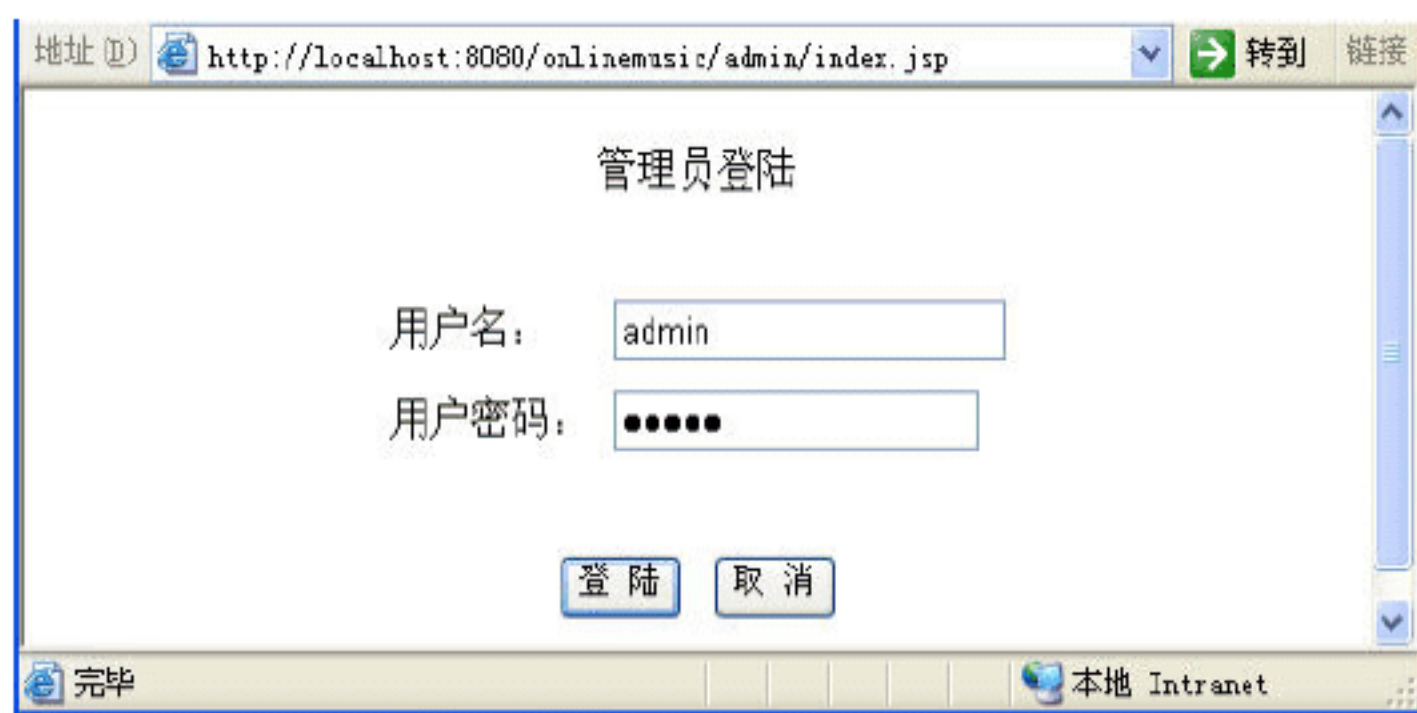 地址(D) http://localhost:8080/onlinemusic/admin/index.jsp 转到 链接
管理员登陆
用户名： admin
用户密码： ●●●●●
登 陆 取 消
完毕 本地 Intranet